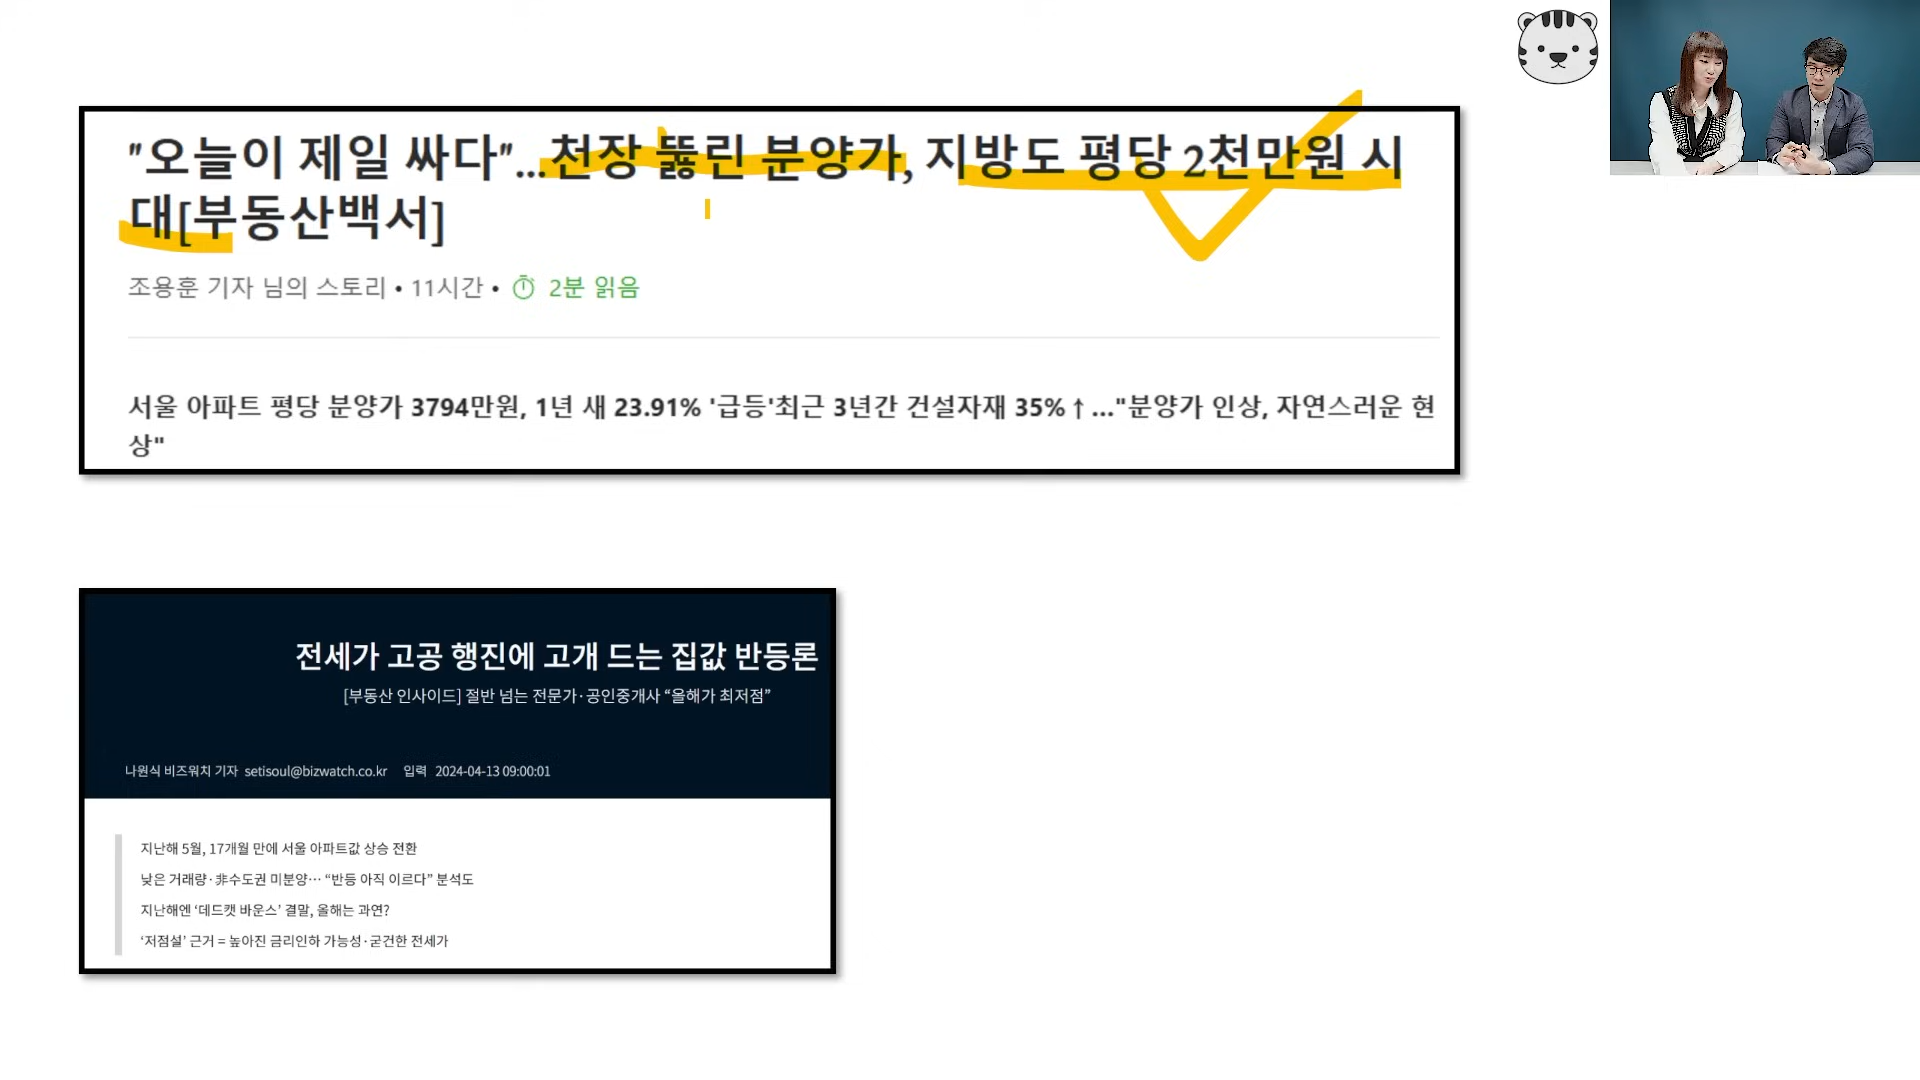 "오늘이 제일 싸다"...천장 뚫린 분양가, 지방도 평당 2천만원 시
대[부동산백서]
조용훈 기자 님의 스토리 • 11시간 • 2분 읽음
서울 아파트 평당 분양가 3794만원, 1년 새 23.91% '급등'최근 3년간 건설자재 35%↑..."분양가 인상, 자연스러운 현
상"
전세가 고공 행진에 고개 드는 집값 반등론
[부동산 인사이드] 절반 넘는 전문가·공인중개사 “올해가 최저점”
나원식 비즈워치 기자 setisoul@bizwatch.co.kr 입력 2024-04-13 09:00:01
지난해 5월, 17개월 만에 서울 아파트값 상승 전환
낮은 거래량·非수도권 미분양… “반등 아직 이르다” 분석도
지난해엔 ‘데드캣 바운스’ 결말, 올해는 과연?
‘저점설’ 근거 = 높아진 금리인하 가능성·굳건한 전세가